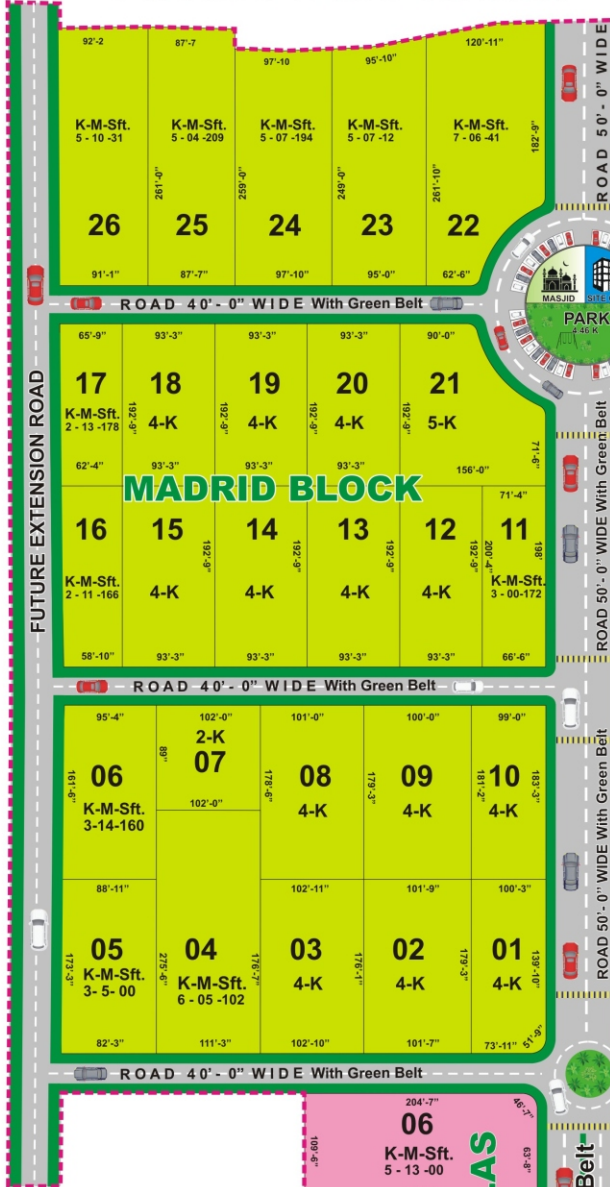 92'-2
87'-7
97'-10
95'-10"
120'-11"
K-M-Sft.
5 - 10 -31
K-M-Sft.
5 - 04 -209
K-M-Sft.
5 - 07 -194
K-M-Sft.
5 - 07 -12
K-M-Sft.
7 - 06 -41
261'-0"
259'-0"
249'-0"
261'-10"
182'-9"
ROAD 50'- 0" WIDE
26
25
24
23
22
91'-1"
87'-7"
97'-10"
95'-0"
62'-6"
MASJID
SITE
PARK
4.46-K
ROAD 40'- 0" WIDE With Green Belt
65'-9"
93'-3"
93'-3"
93'-3"
90'-0"
17
18
19
20
21
K-M-Sft.
2 - 13 -178
4-K
4-K
4-K
5-K
192'-9"
192'-9"
192'-9"
192'-9"
71'-6"
62'-4"
93'-3"
93'-3"
93'-3"
156'-0"
FUTURE EXTENSION ROAD
MADRID BLOCK
71'-4"
16
15
14
13
12
11
192'-9"
192'-9"
192'-9"
192'-9"
200'-4"
198'
K-M-Sft.
2 - 11 -166
4-K
4-K
4-K
4-K
K-M-Sft.
3 - 00-172
58'-10"
93'-3"
93'-3"
93'-3"
93'-3"
66'-6"
ROAD 50'- 0" WIDE With Green Belt
ROAD 40'- 0" WIDE With Green Belt
95'-4"
102'-0"
101'-0"
100'-0"
99'-0"
2-K
89"
07
102'-0"
161'-6"
06
K-M-Sft.
3-14-160
178'-6"
08
4-K
179'-3"
09
4-K
181'-2"
10
4-K
183'-3"
88'-11"
102'-11"
101'-9"
100'-3"
173'-3"
05
K-M-Sft.
3- 5- 00
275'-6"
04
K-M-Sft.
6 - 05 -102
176'-7"
03
4-K
176'-1"
02
4-K
179'-3"
01
4-K
139'-10"
82'-3"
111'-3"
102'-10"
101'-7"
73'-11"
51'-9"
ROAD 50'- 0" WIDE With Green Belt
ROAD 40'- 0" WIDE With Green Belt
204'-7"
46'-7"
109'-6"
06
K-M-Sft.
5 - 13 -00
63'-8"
LAS
Belt